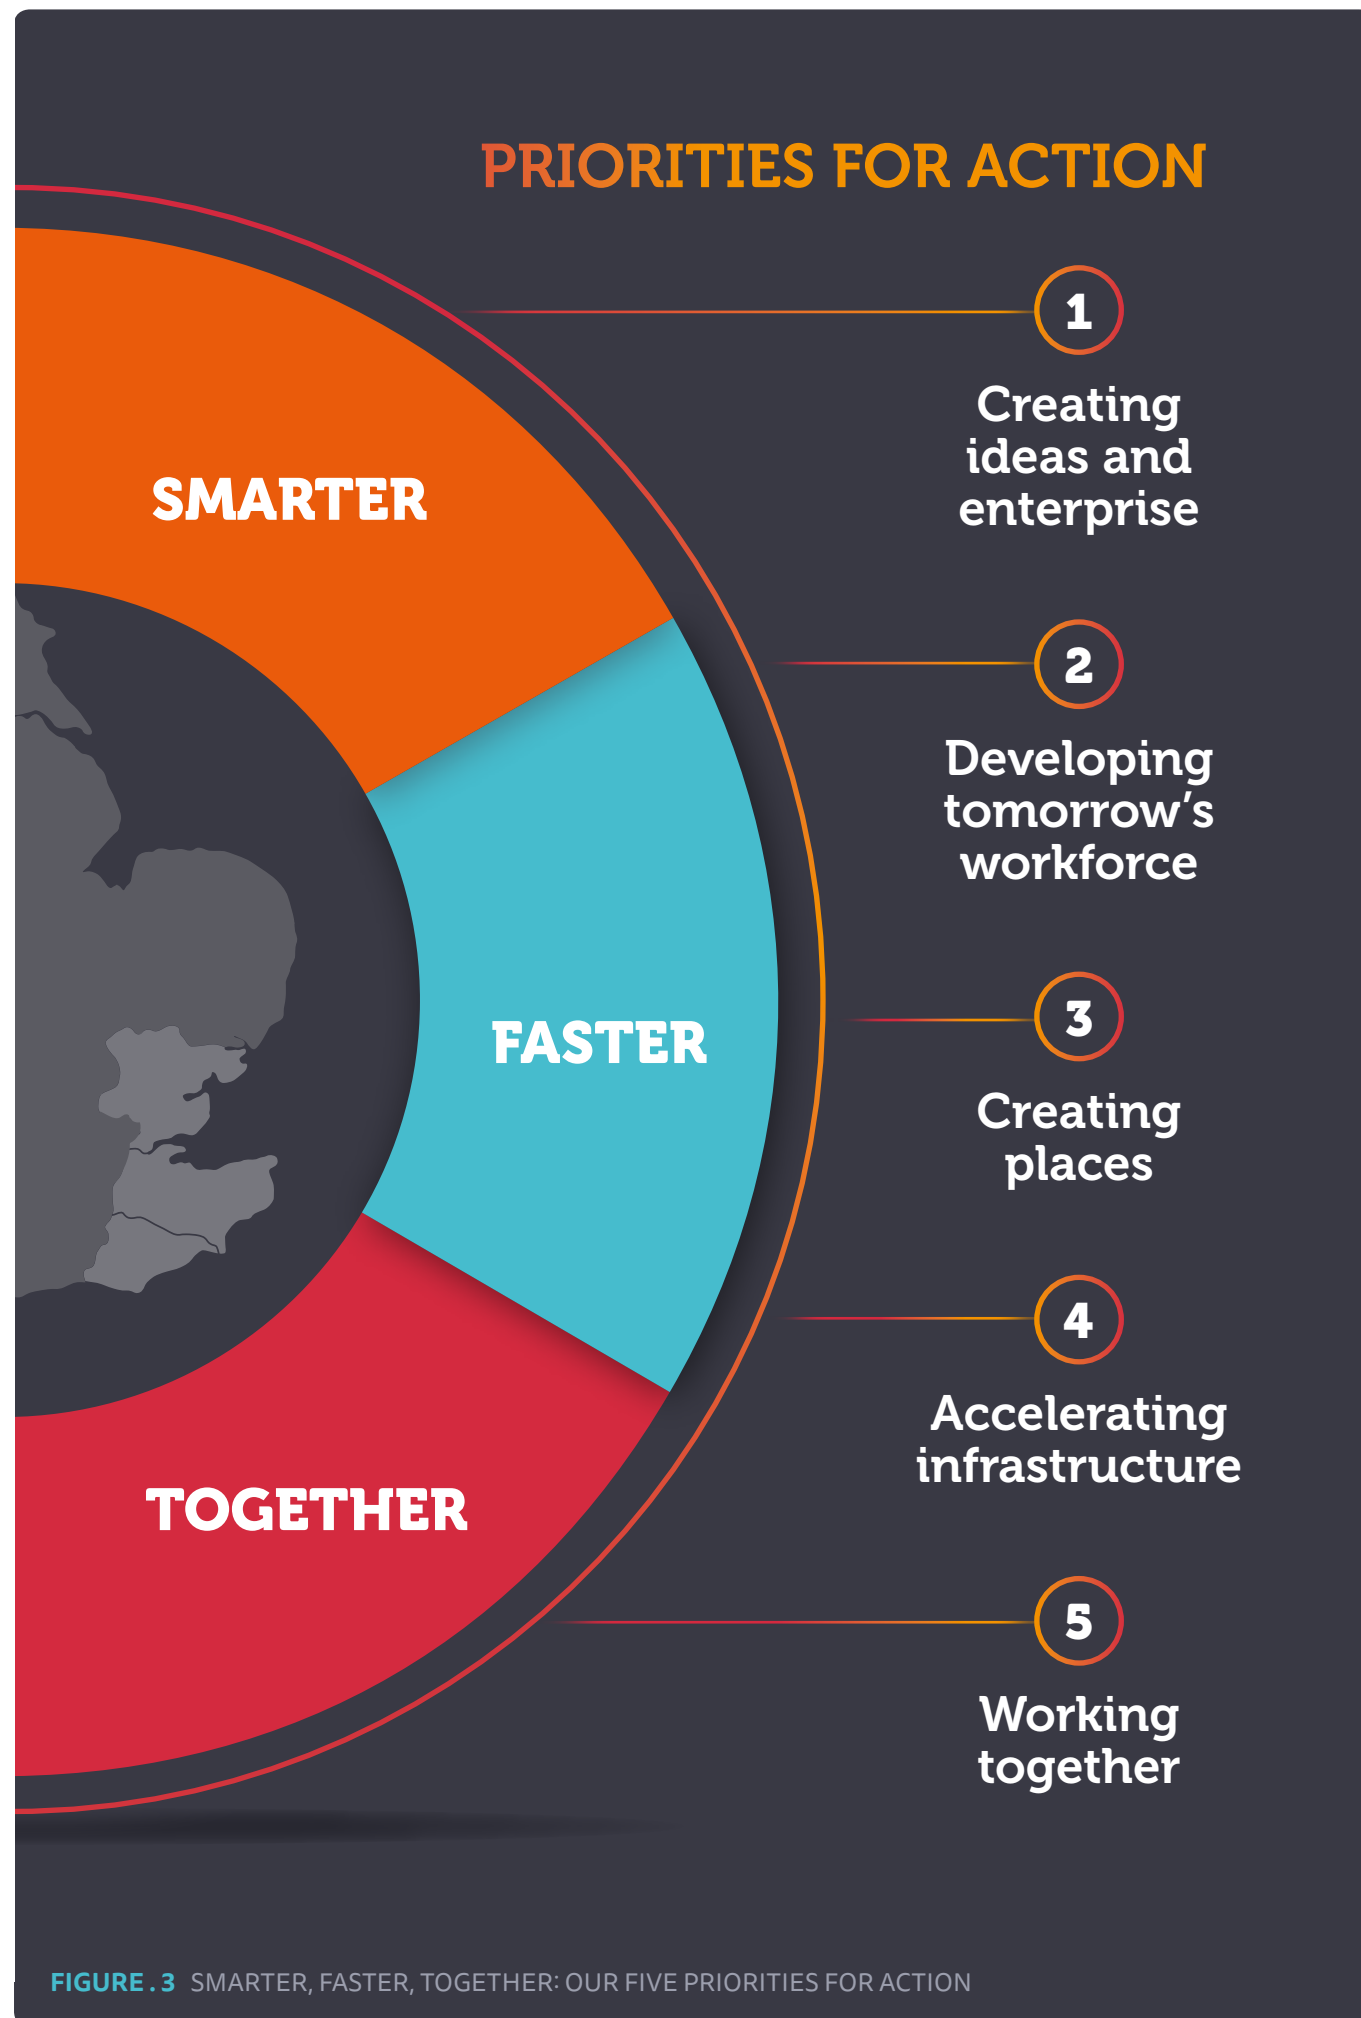 PRIORITIES FOR ACTION
1
Creating
ideas and
enterprise
SMARTER
2
Developing
tomorrow’s
workforce
FASTER
3
Creating
places
4
Accelerating
infrastructure
TOGETHER
5
Working
together
FIGURE.3 SMARTER, FASTER, TOGETHER: OUR FIVE PRIORITIES FOR ACTION